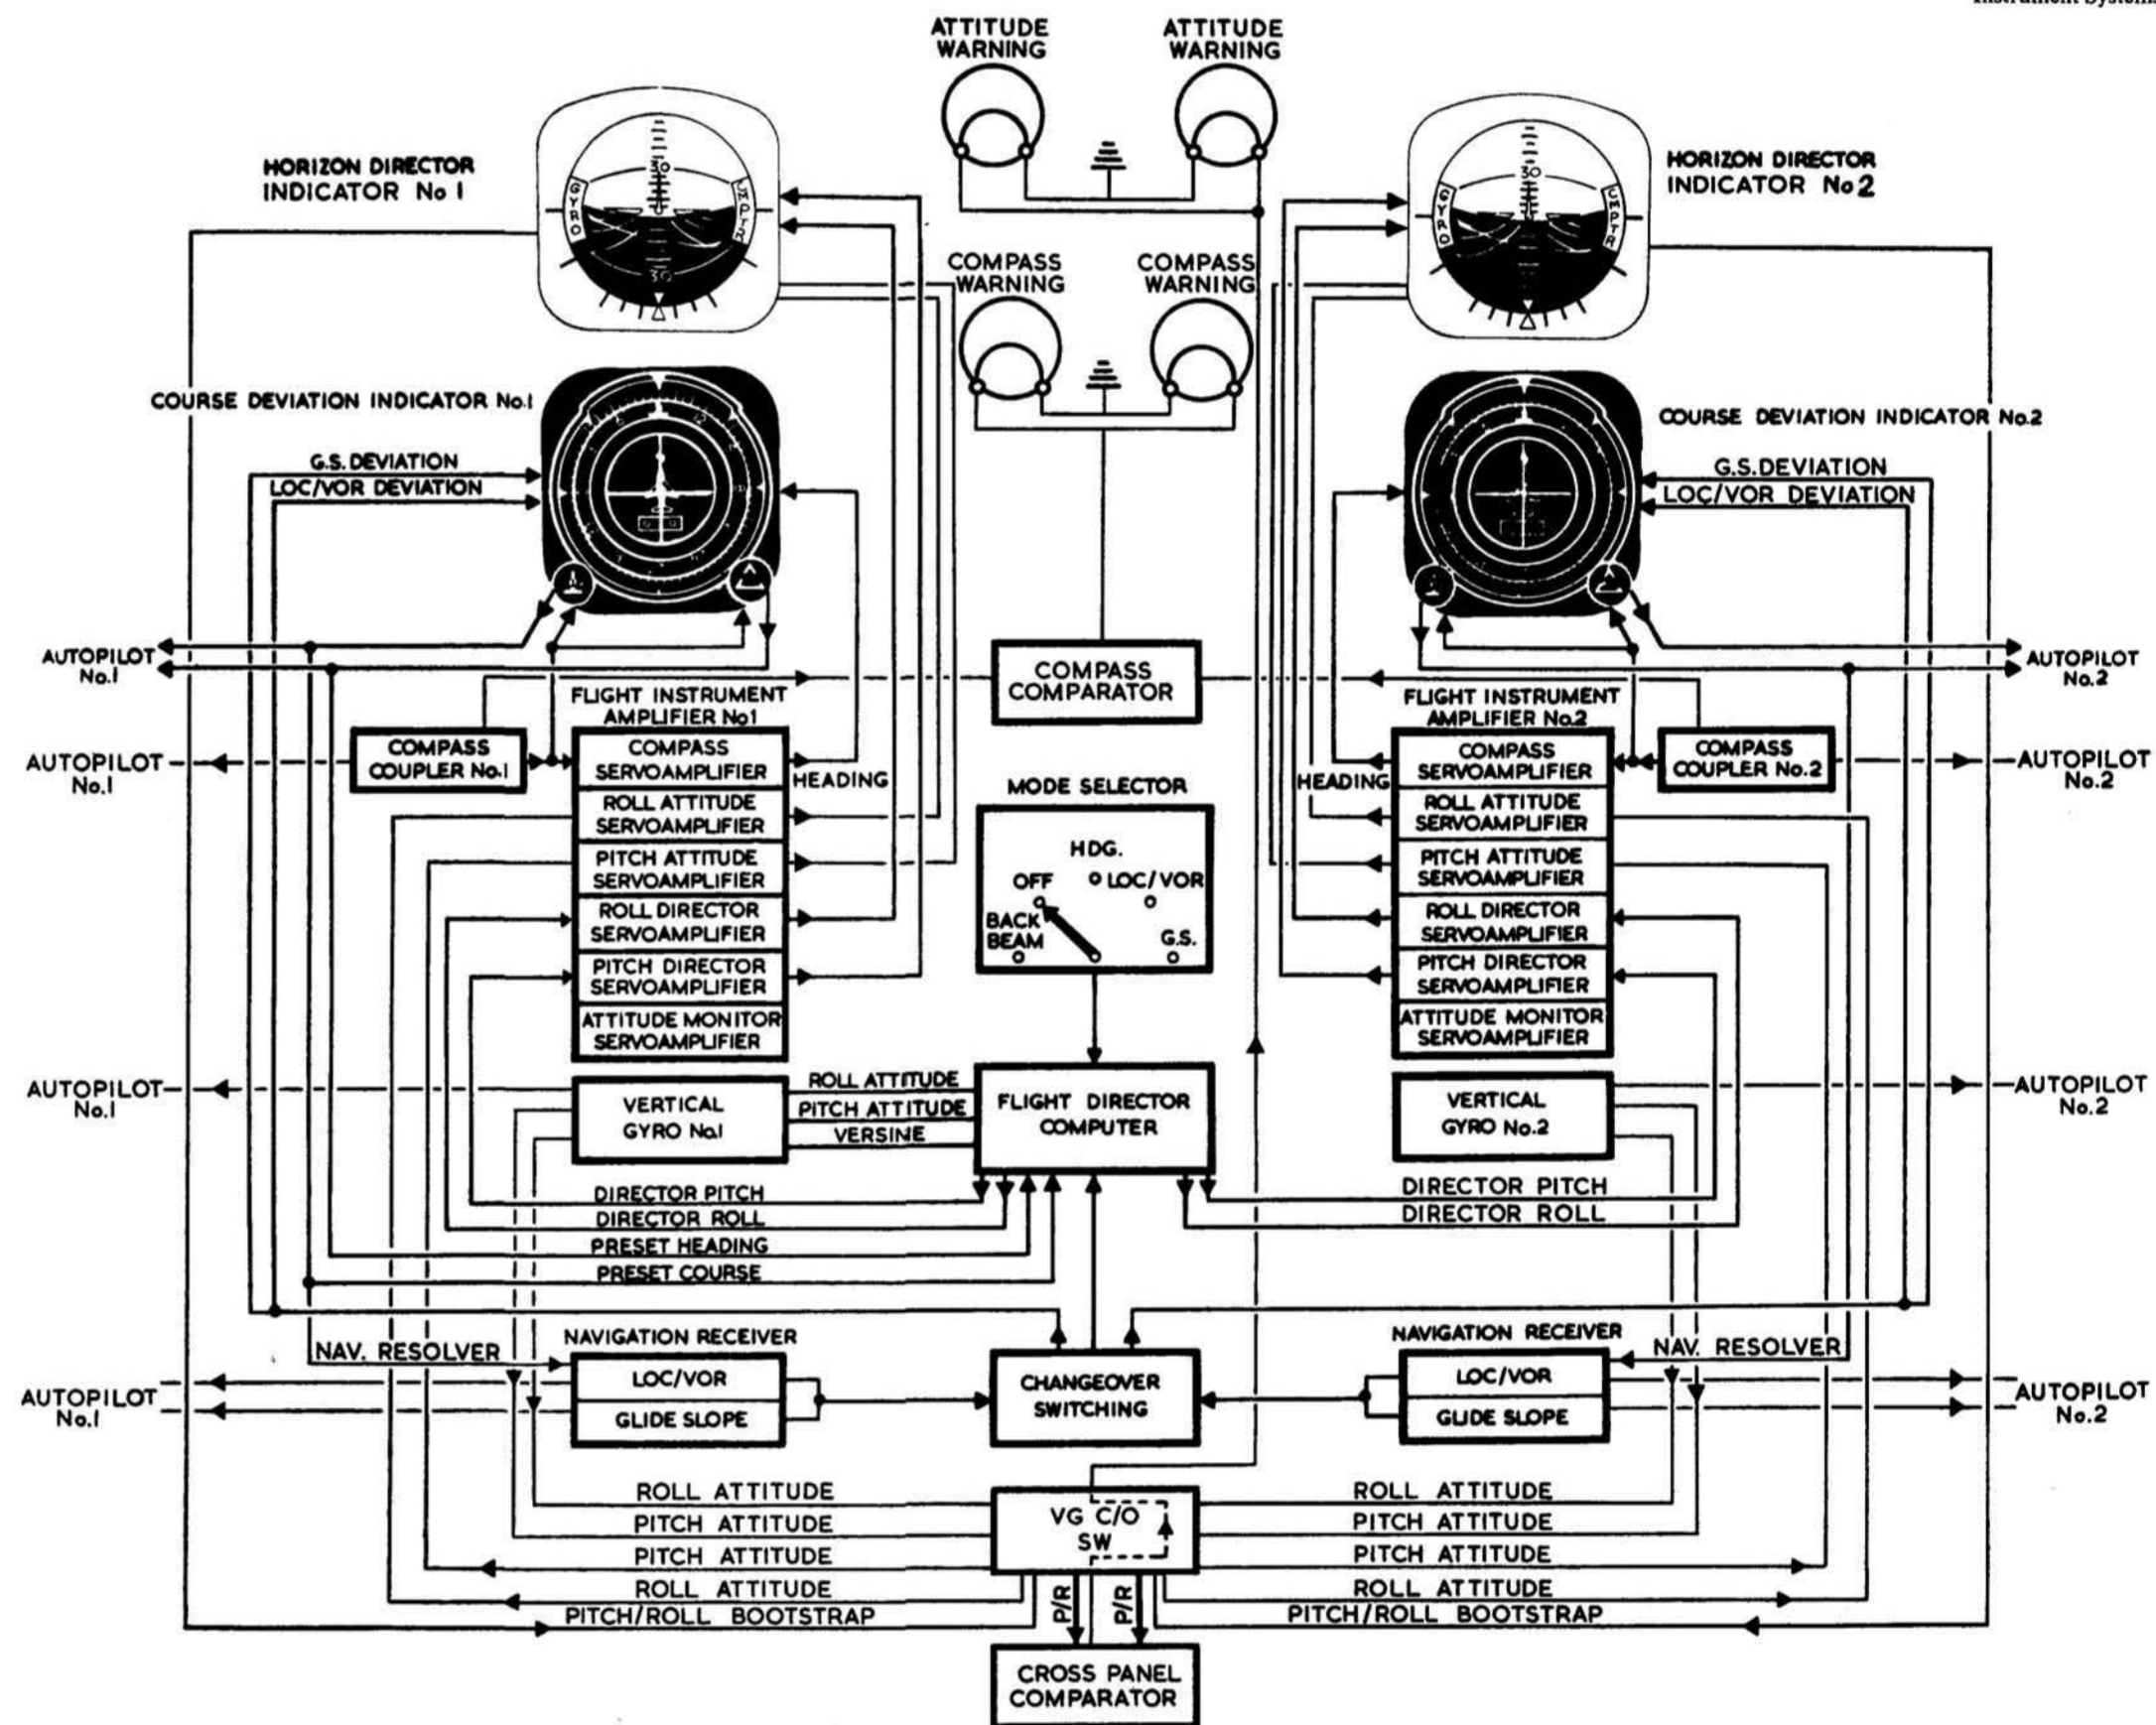 Instrument Systems
ATTITUDE
WARNING
ATTITUDE
WARNING
HORIZON DIRECTOR
INDICATOR No 1
GYRO
30
30
CMPTR
HORIZON DIRECTOR
INDICATOR No 2
GYRO
30
CMPTR
COMPASS
WARNING
COMPASS
WARNING
COURSE DEVIATION INDICATOR No.1
COURSE DEVIATION INDICATOR No.2
G.S. DEVIATION
LOC/VOR DEVIATION
G.S. DEVIATION
LOC/VOR DEVIATION
AUTOPILOT
No.1
COMPASS
COMPARATOR
AUTOPILOT
No.2
FLIGHT INSTRUMENT
AMPLIFIER No1
FLIGHT INSTRUMENT
AMPLIFIER No.2
AUTOPILOT
No.1
COMPASS
COUPLER No.1
COMPASS
SERVOAMPLIFIER
HEADING
ROLL ATTITUDE
SERVOAMPLIFIER
PITCH ATTITUDE
SERVOAMPLIFIER
ROLL DIRECTOR
SERVOAMPLIFIER
PITCH DIRECTOR
SERVOAMPLIFIER
ATTITUDE MONITOR
SERVOAMPLIFIER
MODE SELECTOR
HDG.
OFF
LOC/VOR
BACK
BEAM
G.S.
HEADING
COMPASS
SERVOAMPLIFIER
ROLL ATTITUDE
SERVOAMPLIFIER
PITCH ATTITUDE
SERVOAMPLIFIER
ROLL DIRECTOR
SERVOAMPLIFIER
PITCH DIRECTOR
SERVOAMPLIFIER
ATTITUDE MONITOR
SERVOAMPLIFIER
COMPASS
COUPLER No.2
AUTOPILOT
No.2
AUTOPILOT
No.1
VERTICAL
GYRO No.1
ROLL ATTITUDE
PITCH ATTITUDE
VERSINE
FLIGHT DIRECTOR
COMPUTER
VERTICAL
GYRO No.2
AUTOPILOT
No.2
DIRECTOR PITCH
DIRECTOR ROLL
PRESET HEADING
PRESET COURSE
DIRECTOR PITCH
DIRECTOR ROLL
NAV. RESOLVER
NAVIGATION RECEIVER
LOC/VOR
GLIDE SLOPE
AUTOPILOT
No.1
CHANGEOVER
SWITCHING
NAVIGATION RECEIVER
LOC/VOR
GLIDE SLOPE
NAV. RESOLVER
AUTOPILOT
No.2
ROLL ATTITUDE
PITCH ATTITUDE
PITCH ATTITUDE
ROLL ATTITUDE
PITCH/ROLL BOOTSTRAP
VG C/O
SW
P/R
P/R
ROLL ATTITUDE
PITCH ATTITUDE
PITCH ATTITUDE
ROLL ATTITUDE
PITCH/ROLL BOOTSTRAP
CROSS PANEL
COMPARATOR